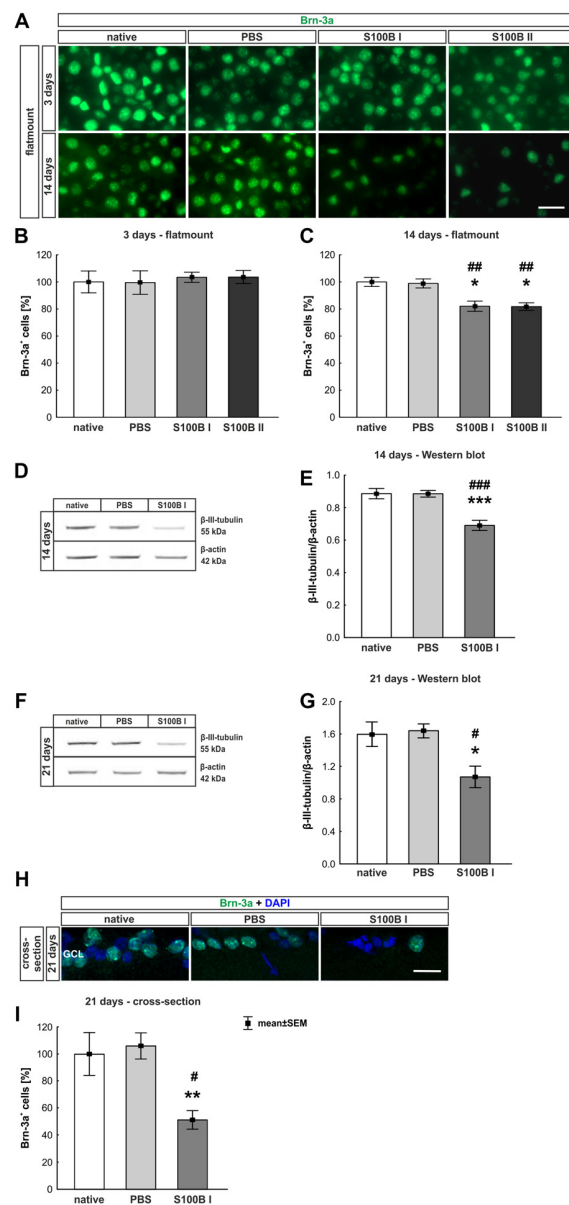 A
Brn-3a
native PBS S100B I S100B II
flatmount
3 days
14 days
B
3 days - flatmount
Brn-3a⁺ cells [%]
120
100
80
60
40
20
0
native PBS S100B I S100B II
C
14 days - flatmount
Brn-3a⁺ cells [%]
120
100
80
60
40
20
0
## ##
* *
native PBS S100B I S100B II
D
native PBS S100B I
14 days
β-III-tubulin
55 kDa
β-actin
42 kDa
E
14 days - Western blot
β-III-tubulin/β-actin
1.0
0.8
0.6
0.4
0.2
0.0
###
***
native PBS S100B I
F
native PBS S100B I
21 days
β-III-tubulin
55 kDa
β-actin
42 kDa
G
21 days - Western blot
β-III-tubulin/β-actin
2.0
1.6
1.2
0.8
0.4
0.0
#
*
native PBS S100B I
H
Brn-3a + DAPI
native PBS S100B I
cross-
section
21 days
GCL
I
21 days - cross-section
Brn-3a⁺ cells [%]
120
100
80
60
40
20
0
#
**
native PBS S100B I
mean±SEM